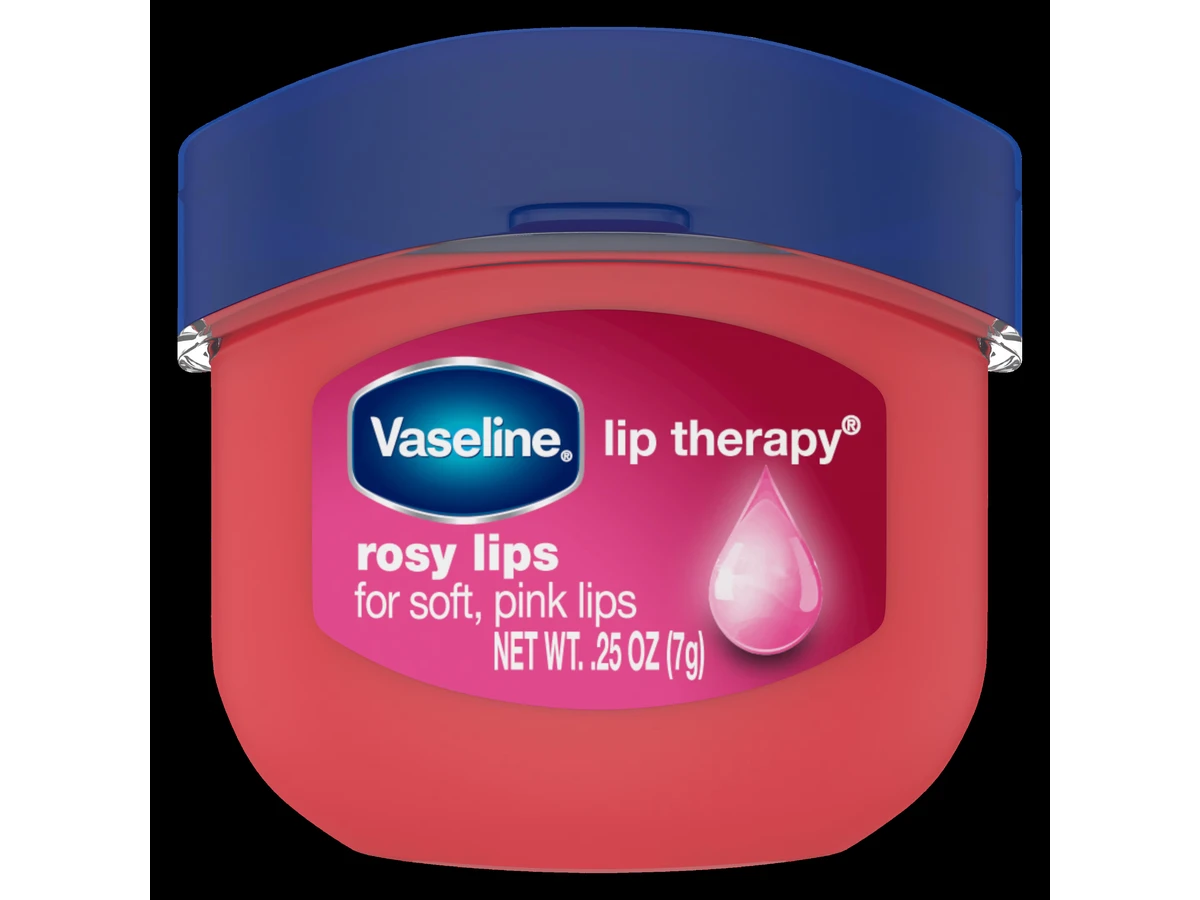 Vaseline®
lip therapy®
rosy lips
for soft, pink lips
NET WT. .25 OZ (7g)